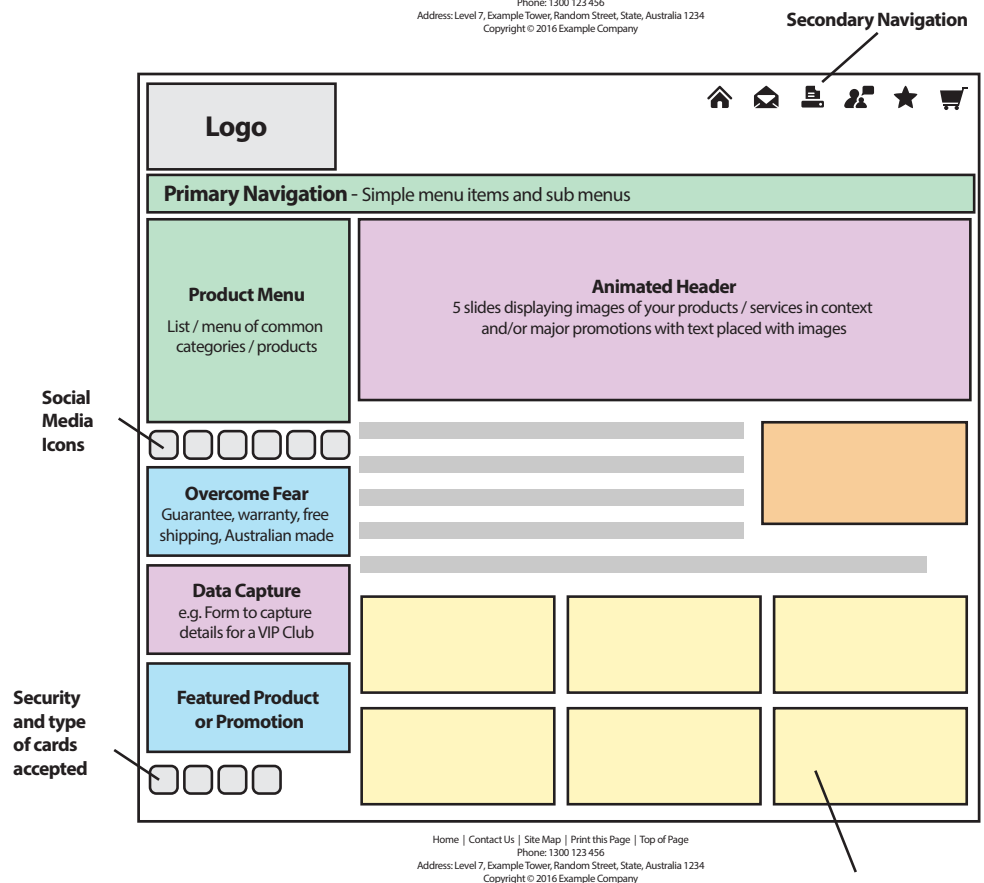 Phone: 1300 123 456
Address: Level 7, Example Tower, Random Street, State, Australia 1234
Copyright © 2016 Example Company
Secondary Navigation
Logo
Primary Navigation - Simple menu items and sub menus
Product Menu
List / menu of common
categories / products
Animated Header
5 slides displaying images of your products / services in context
and/or major promotions with text placed with images
Social
Media
Icons
Overcome Fear
Guarantee, warranty, free
shipping, Australian made
Data Capture
e.g. Form to capture
details for a VIP Club
Featured Product
or Promotion
Security
and type
of cards
accepted
Home | Contact Us | Site Map | Print this Page | Top of Page
Phone: 1300 123 456
Address: Level 7, Example Tower, Random Street, State, Australia 1234
Copyright © 2016 Example Company